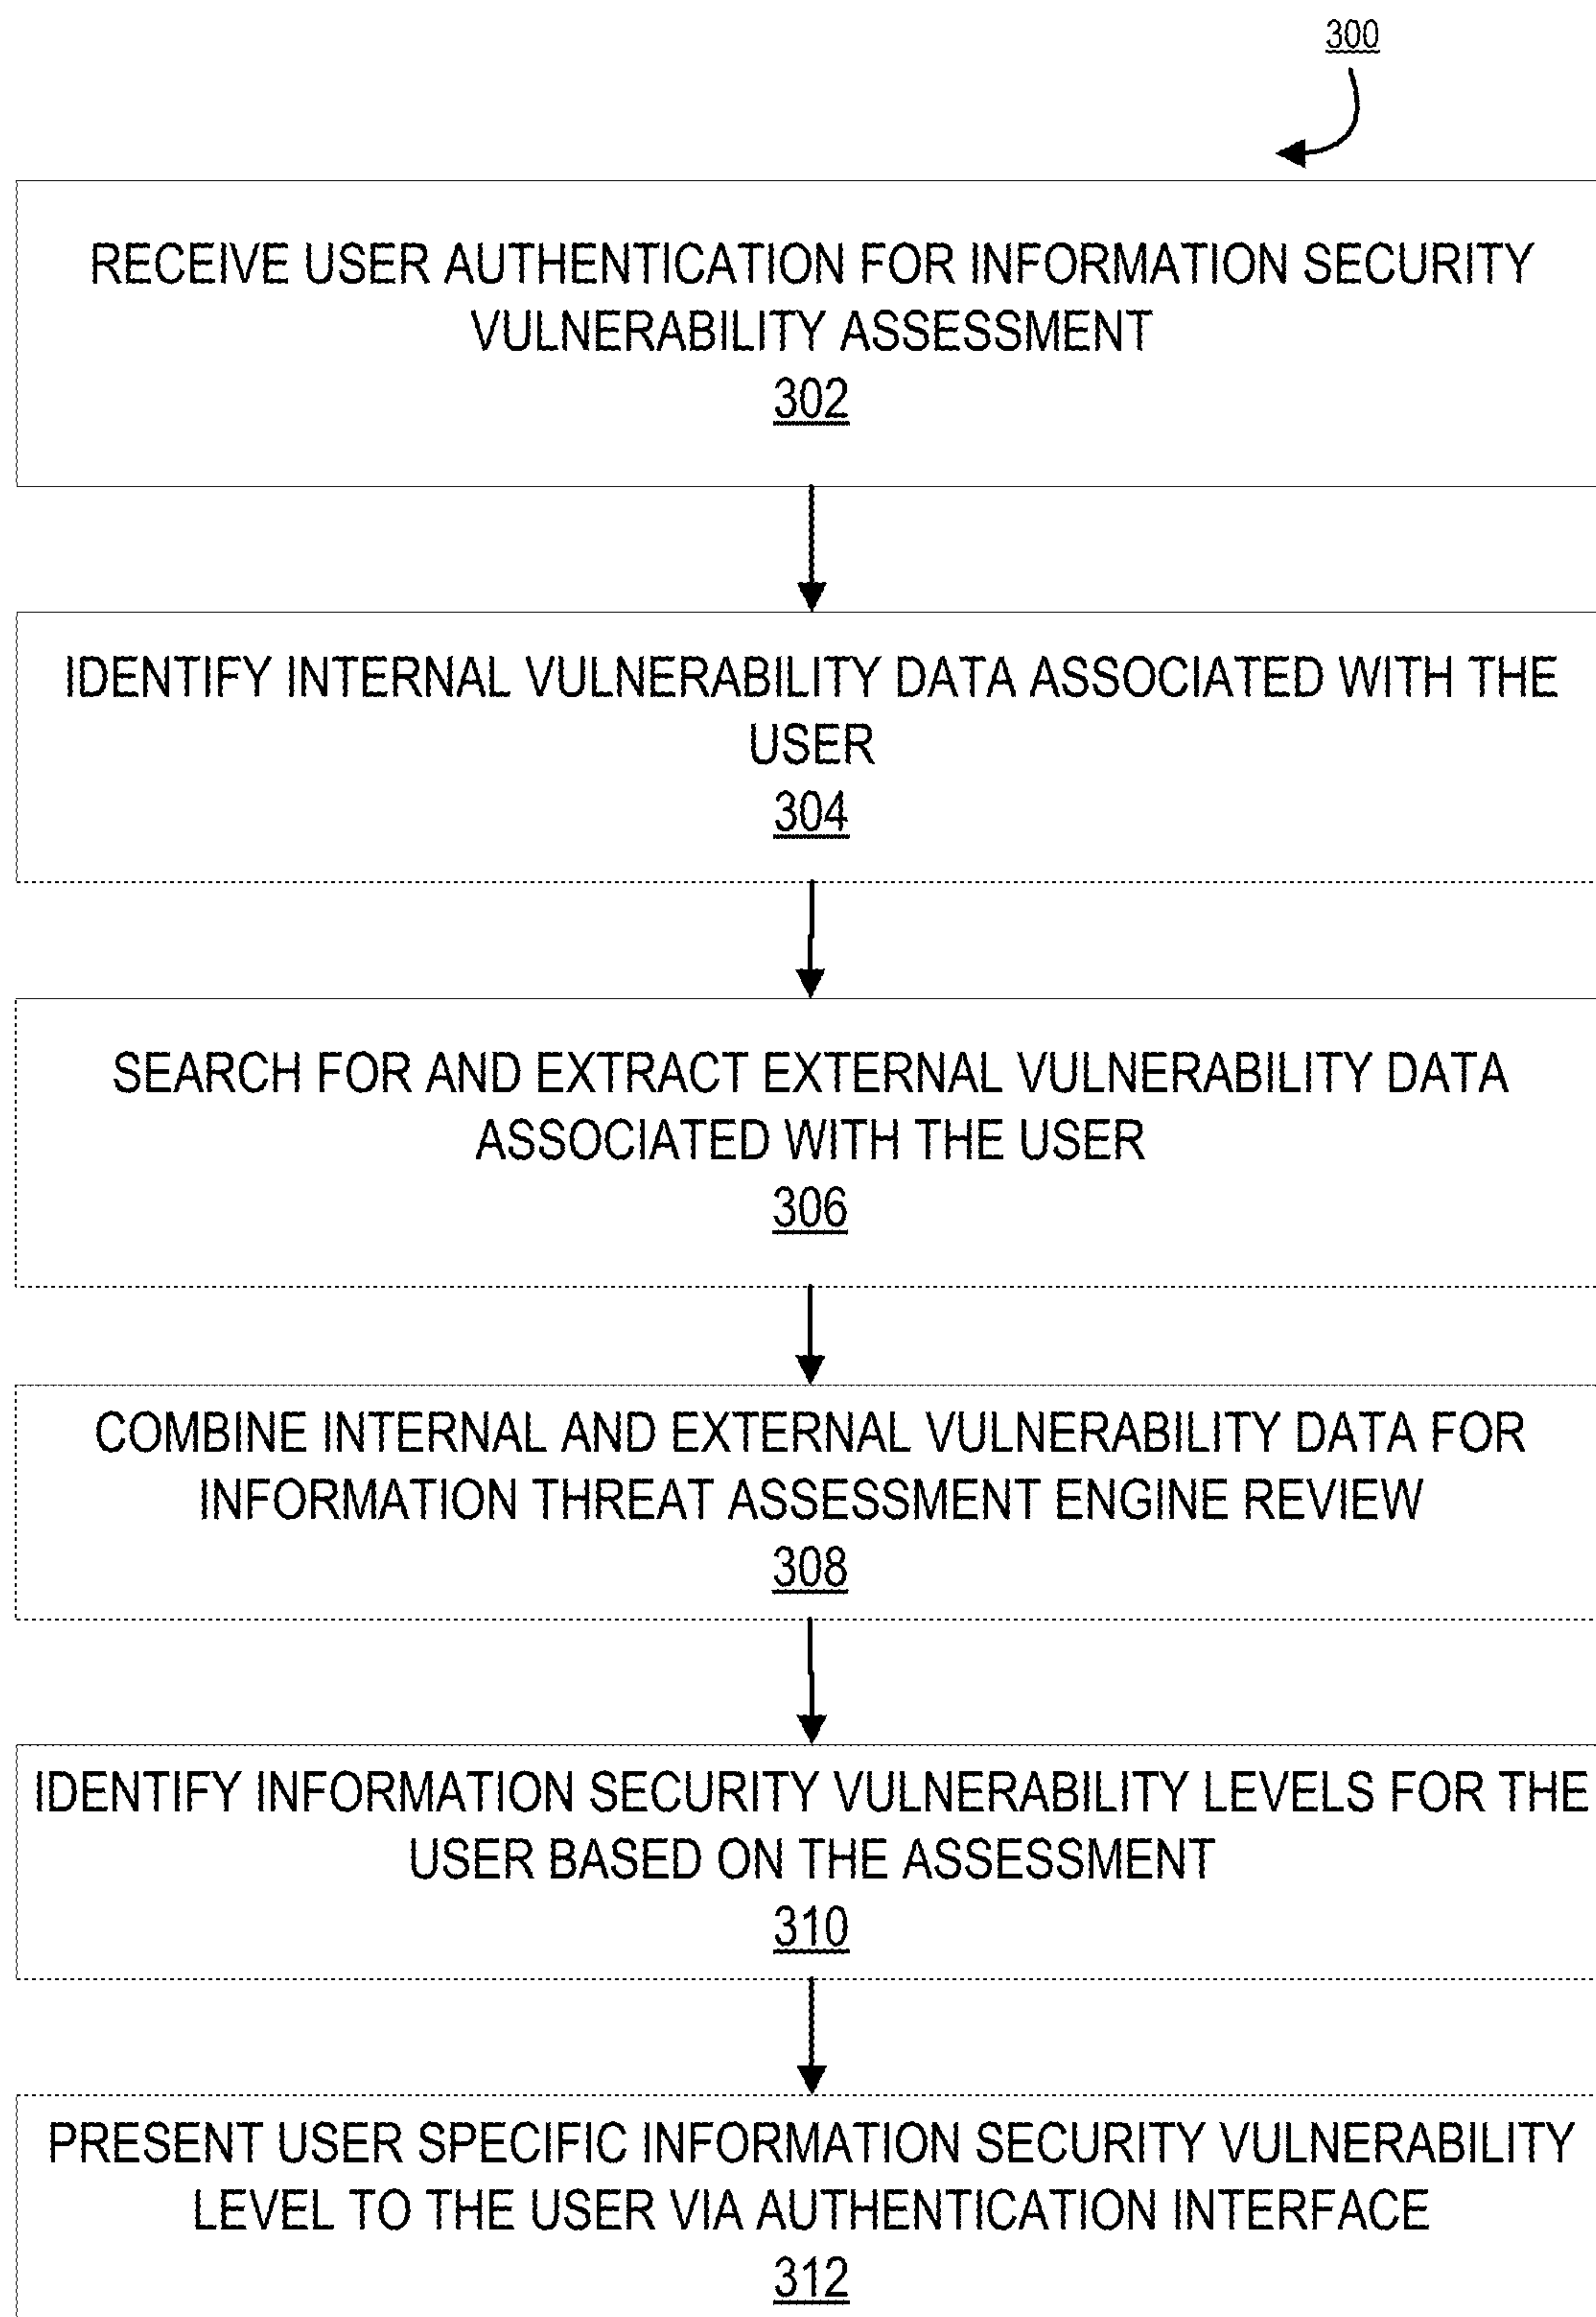 300
RECEIVE USER AUTHENTICATION FOR INFORMATION SECURITY
VULNERABILITY ASSESSMENT
302
IDENTIFY INTERNAL VULNERABILITY DATA ASSOCIATED WITH THE
USER
304
SEARCH FOR AND EXTRACT EXTERNAL VULNERABILITY DATA
ASSOCIATED WITH THE USER
306
COMBINE INTERNAL AND EXTERNAL VULNERABILITY DATA FOR
INFORMATION THREAT ASSESSMENT ENGINE REVIEW
308
IDENTIFY INFORMATION SECURITY VULNERABILITY LEVELS FOR THE
USER BASED ON THE ASSESSMENT
310
PRESENT USER SPECIFIC INFORMATION SECURITY VULNERABILITY
LEVEL TO THE USER VIA AUTHENTICATION INTERFACE
312